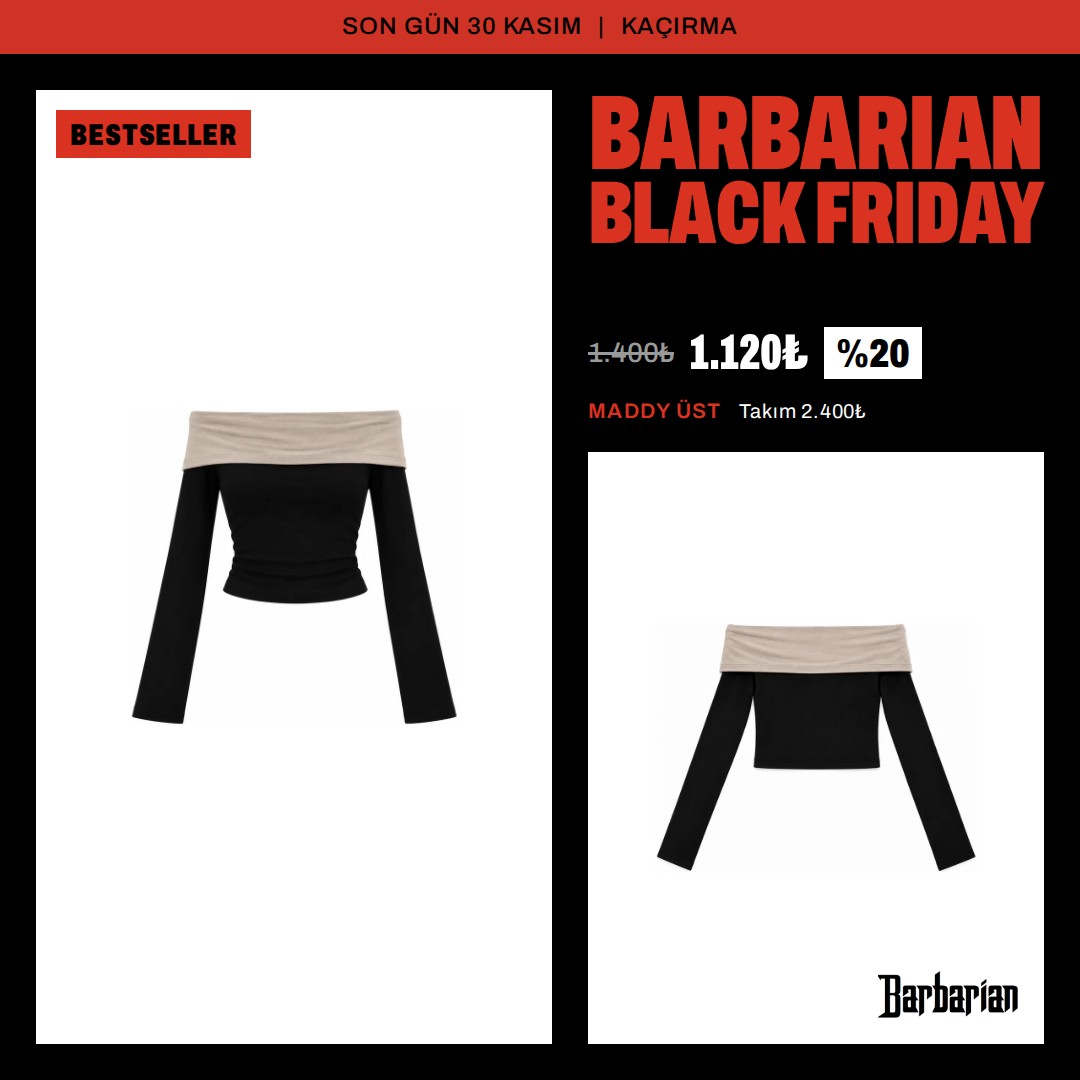 SON GÜN 30 KASIM | KAÇIRMA
BESTSELLER
BARBARIAN
BLACK FRIDAY
1.400₺ 1.120₺ %20
MADDY ÜST Takım 2.400₺
Barbarian